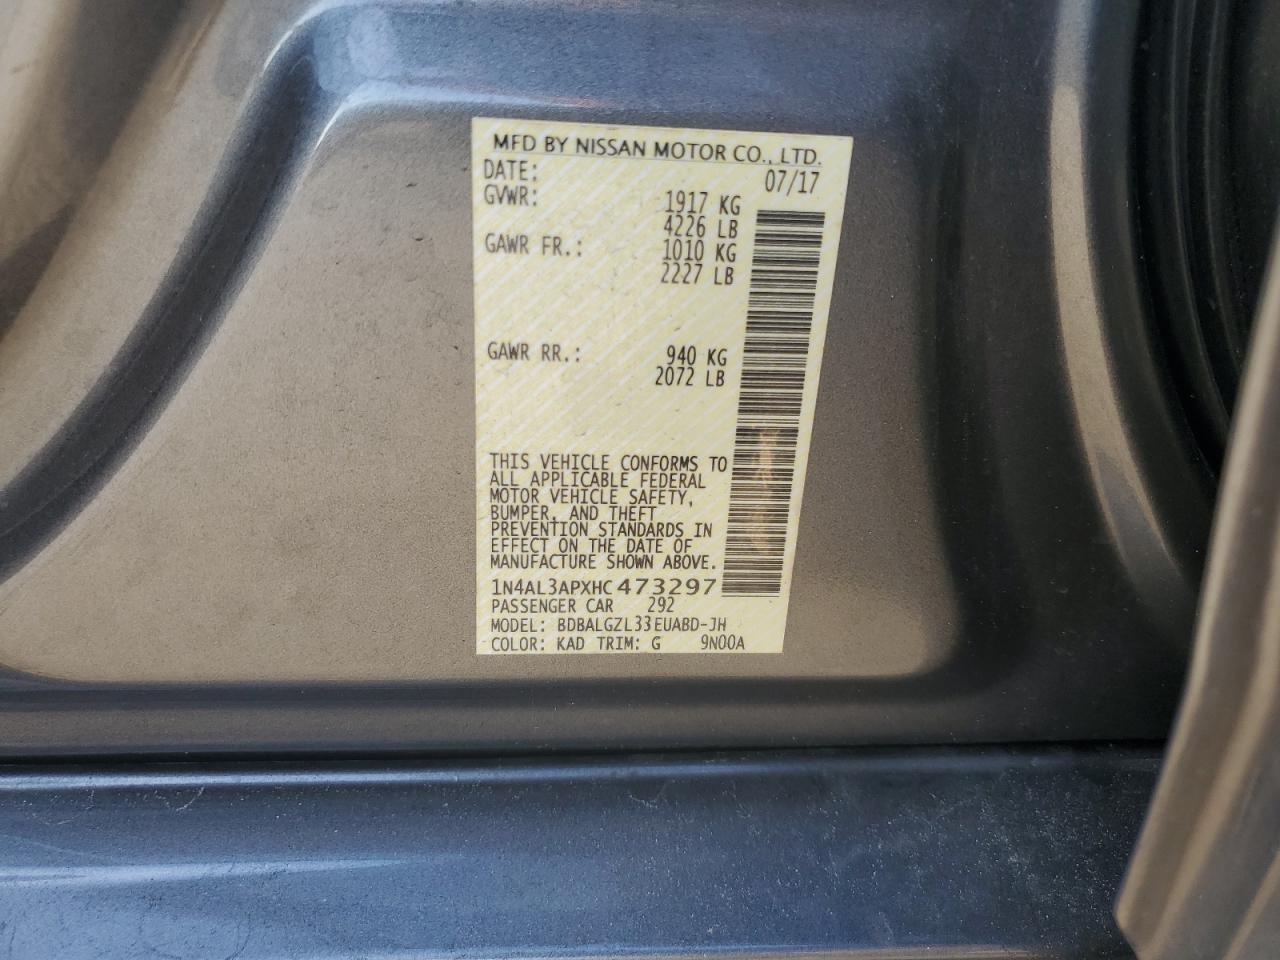 MFD BY NISSAN MOTOR CO., LTD.
DATE: 07/17
GVWR: 1917 KG
4226 LB
GAWR FR.: 1010 KG
2227 LB
GAWR RR.: 940 KG
2072 LB
THIS VEHICLE CONFORMS TO
ALL APPLICABLE FEDERAL
MOTOR VEHICLE SAFETY,
BUMPER, AND THEFT
PREVENTION STANDARDS IN
EFFECT ON THE DATE OF
MANUFACTURE SHOWN ABOVE.
1N4AL3APXHC473297
PASSENGER CAR 292
MODEL: BDBALGZL33EUABD-JH
COLOR: KAD TRIM: G 9N00A